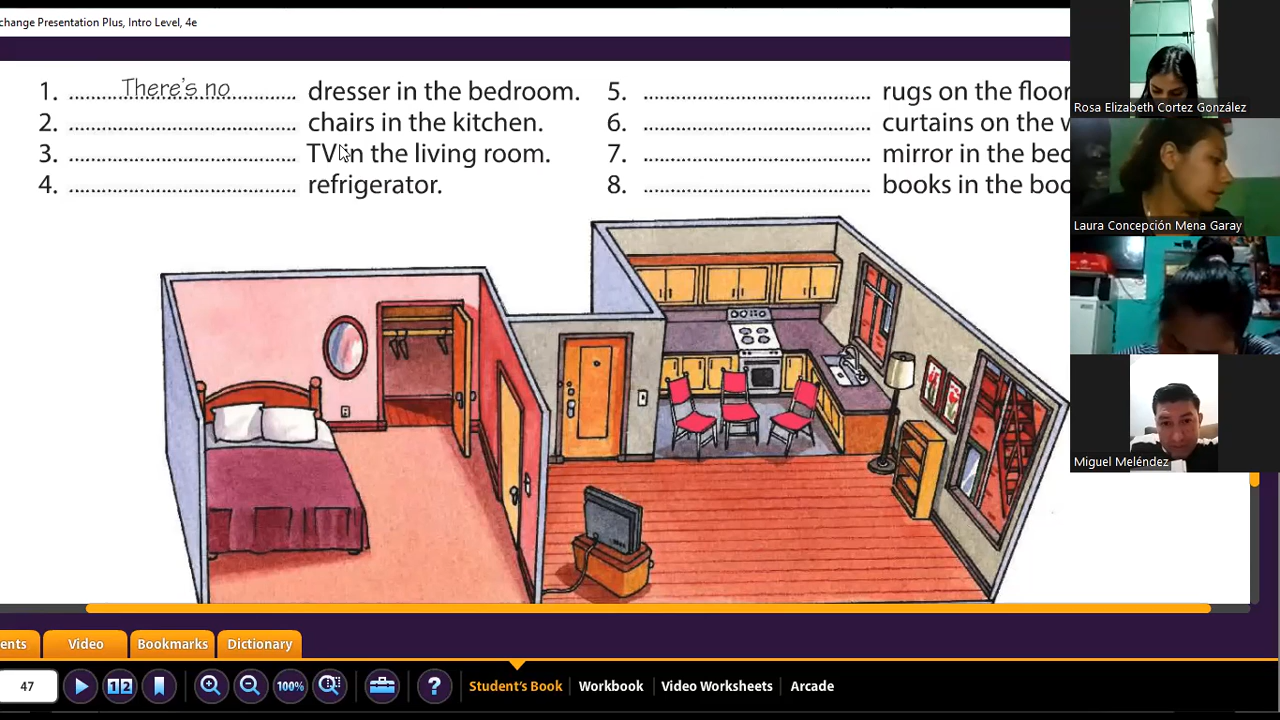 change Presentation Plus, Intro Level, 4e
1. There's no dresser in the bedroom.
2. chairs in the kitchen.
3. TV in the living room.
4. refrigerator.
5. rugs on the floor
6. curtains on the w
7. mirror in the bed
8. books in the boo
Rosa Elizabeth Cortez González
Laura Concepción Mena Garay
Miguel Meléndez
ents
Video
Bookmarks
Dictionary
47
12
100%
?
Student's Book
Workbook
Video Worksheets
Arcade